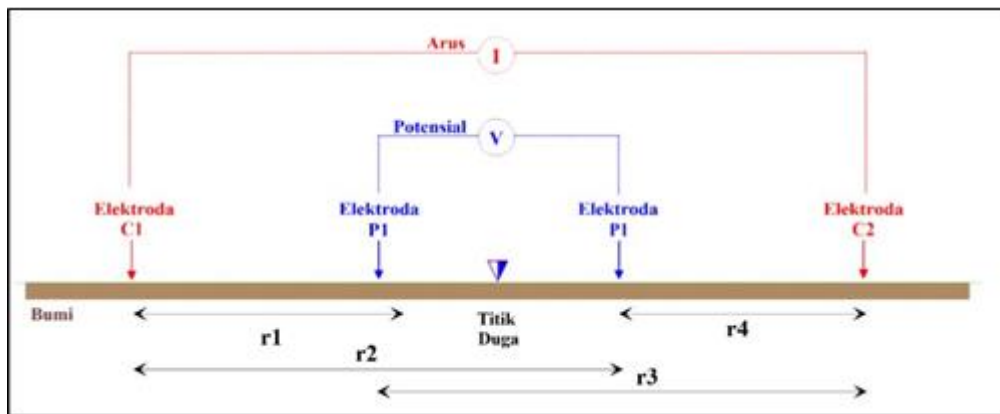 Arus
I
Potensial
V
Elektroda
C1
Elektroda
P1
Elektroda
P1
Elektroda
C2
Bumi
r1
Titik
Duga
r4
r2
r3